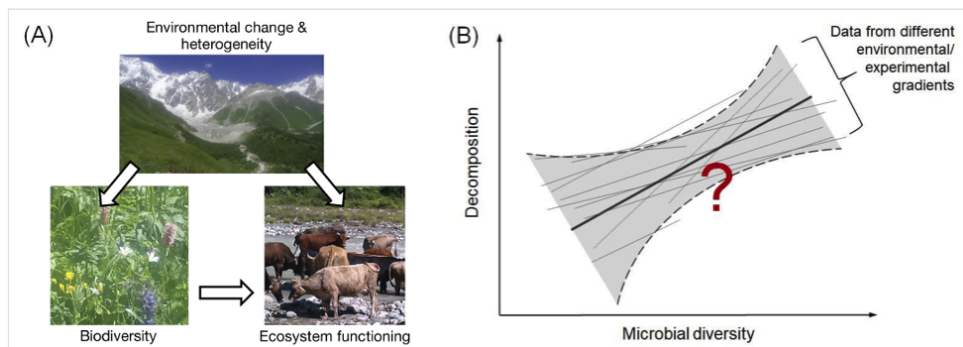 (A)
Environmental change &
heterogeneity
Biodiversity
Ecosystem functioning
(B)
Data from different
environmental/
experimental
gradients
Decomposition
?
Microbial diversity